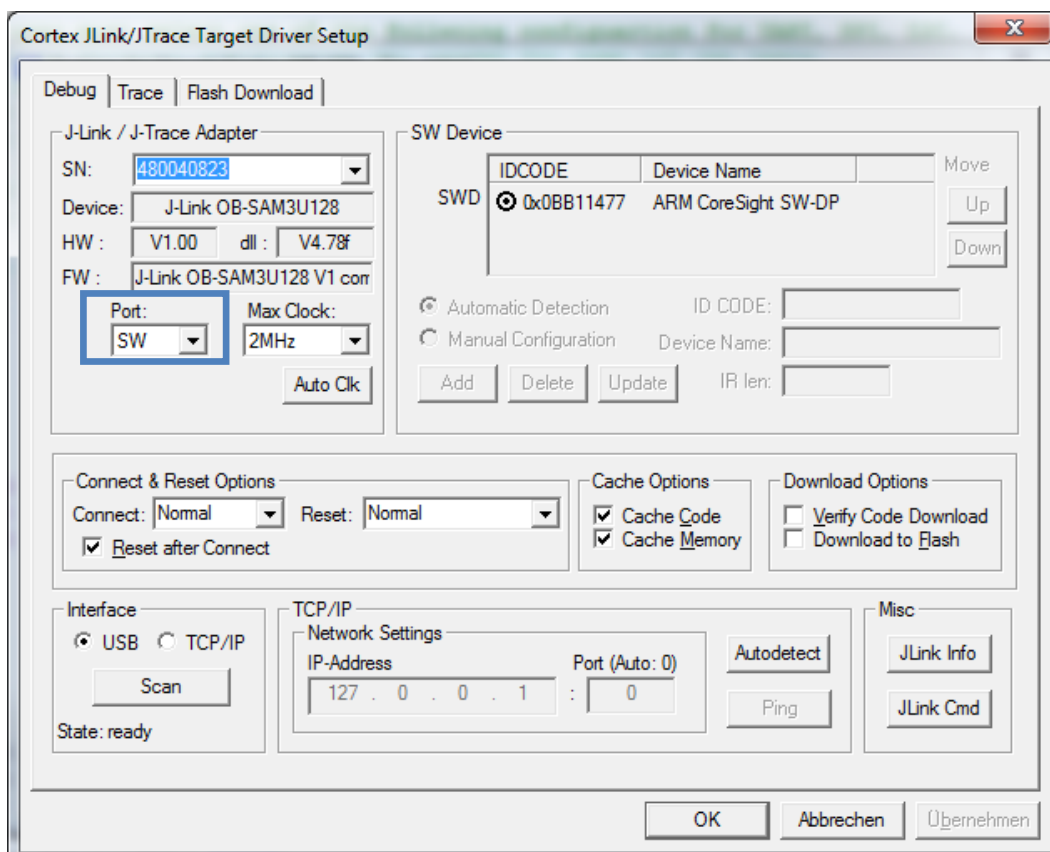 Cortex JLink/JTrace Target Driver Setup
Debug Trace Flash Download
J-Link / J-Trace Adapter
SN: 480040823
Device: J-Link OB-SAM3U128
HW : V1.00 dll : V4.78f
FW : J-Link OB-SAM3U128 V1 com
Port: Max Clock:
SW 2MHz
Auto Clk
SW Device
IDCODE Device Name
SWD 0x0BB11477 ARM CoreSight SW-DP
Move
Up
Down
Automatic Detection ID CODE:
Manual Configuration Device Name:
Add Delete Update IR len:
Connect & Reset Options
Connect: Normal Reset: Normal
Reset after Connect
Cache Options
Cache Code
Cache Memory
Download Options
Verify Code Download
Download to Flash
Interface
USB TCP/IP
Scan
State: ready
TCP/IP
Network Settings
IP-Address Port (Auto: 0)
127 . 0 . 0 . 1 : 0
Autodetect
Ping
Misc
JLink Info
JLink Cmd
OK Abbrechen Übernehmen